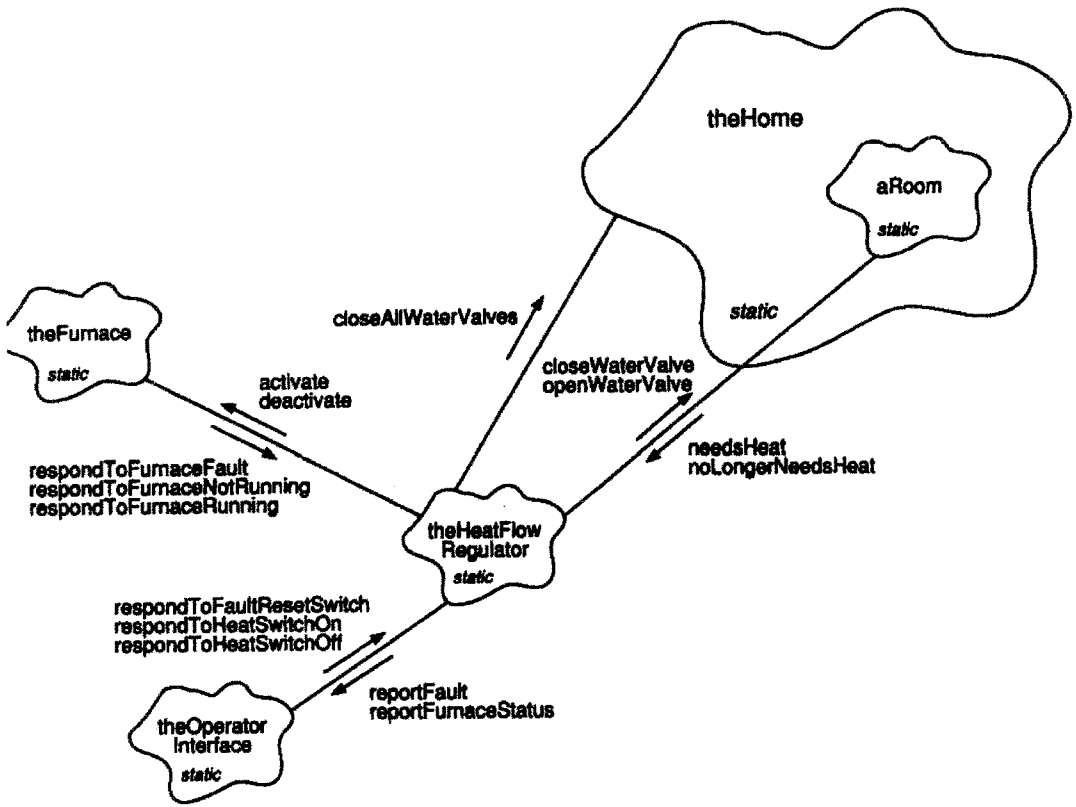 theHome
aRoom
static
static
closeAllWaterValves
theFurnace
static
closeWaterValve
openWaterValve
activate
deactivate
needsHeat
noLongerNeedsHeat
respondToFurnaceFault
respondToFurnaceNotRunning
respondToFurnaceRunning
theHeatFlow
Regulator
static
respondToFaultResetSwitch
respondToHeatSwitchOn
respondToHeatSwitchOff
reportFault
reportFurnaceStatus
theOperator
Interface
static